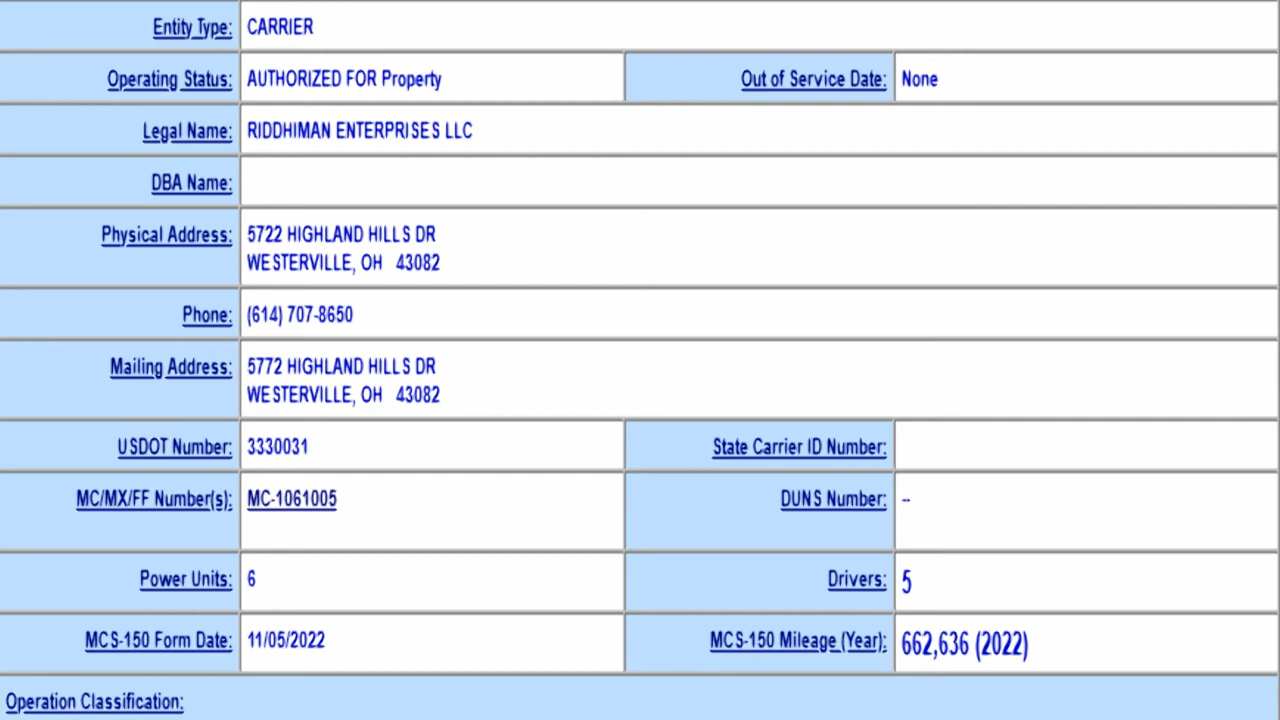 Entity Type: CARRIER
Operating Status: AUTHORIZED FOR Property Out of Service Date: None
Legal Name: RIDDHIMAN ENTERPRISES LLC
DBA Name:
Physical Address: 5722 HIGHLAND HILLS DR
WESTERVILLE, OH 43082
Phone: (614) 707-8650
Mailing Address: 5772 HIGHLAND HILLS DR
WESTERVILLE, OH 43082
USDOT Number: 3330031 State Carrier ID Number:
MC/MX/FF Number(s): MC-1061005 DUNS Number: --
Power Units: 6 Drivers: 5
MCS-150 Form Date: 11/05/2022 MCS-150 Mileage (Year): 662,636 (2022)
Operation Classification: